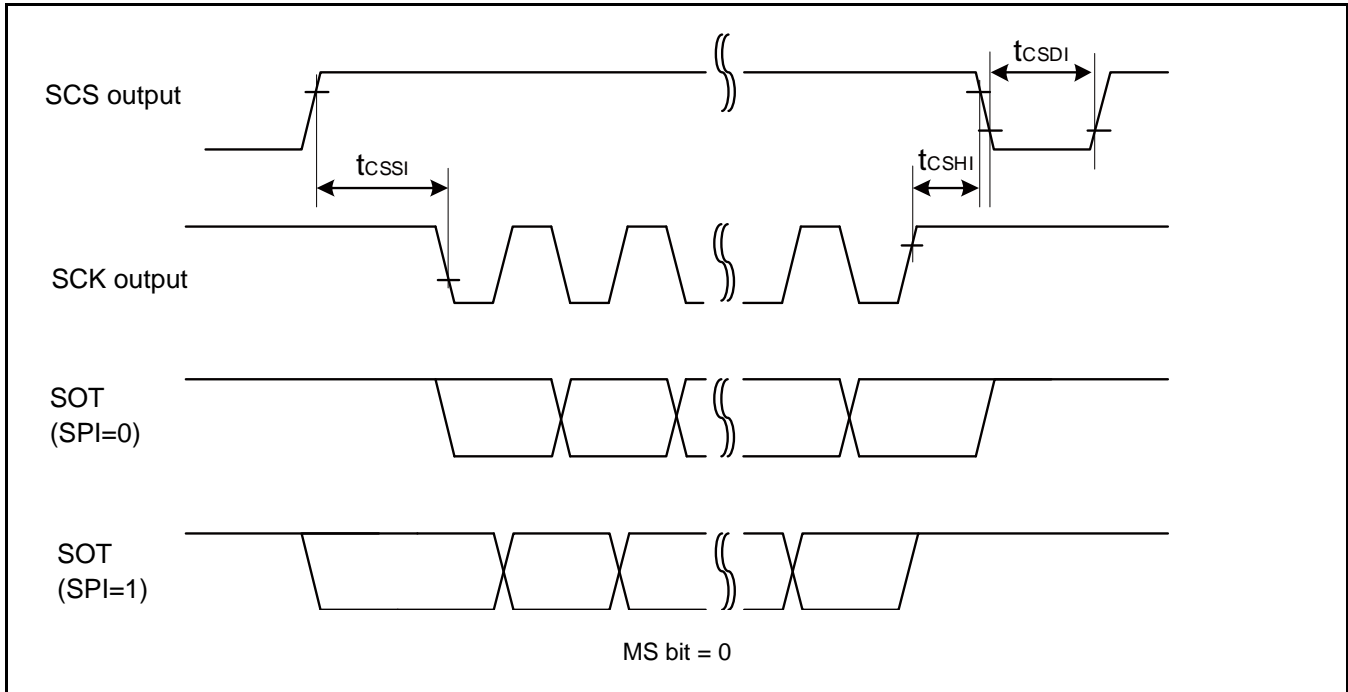 tCSDI
SCS output
tCSSI
tCSHI
SCK output
SOT
(SPI=0)
SOT
(SPI=1)
MS bit = 0